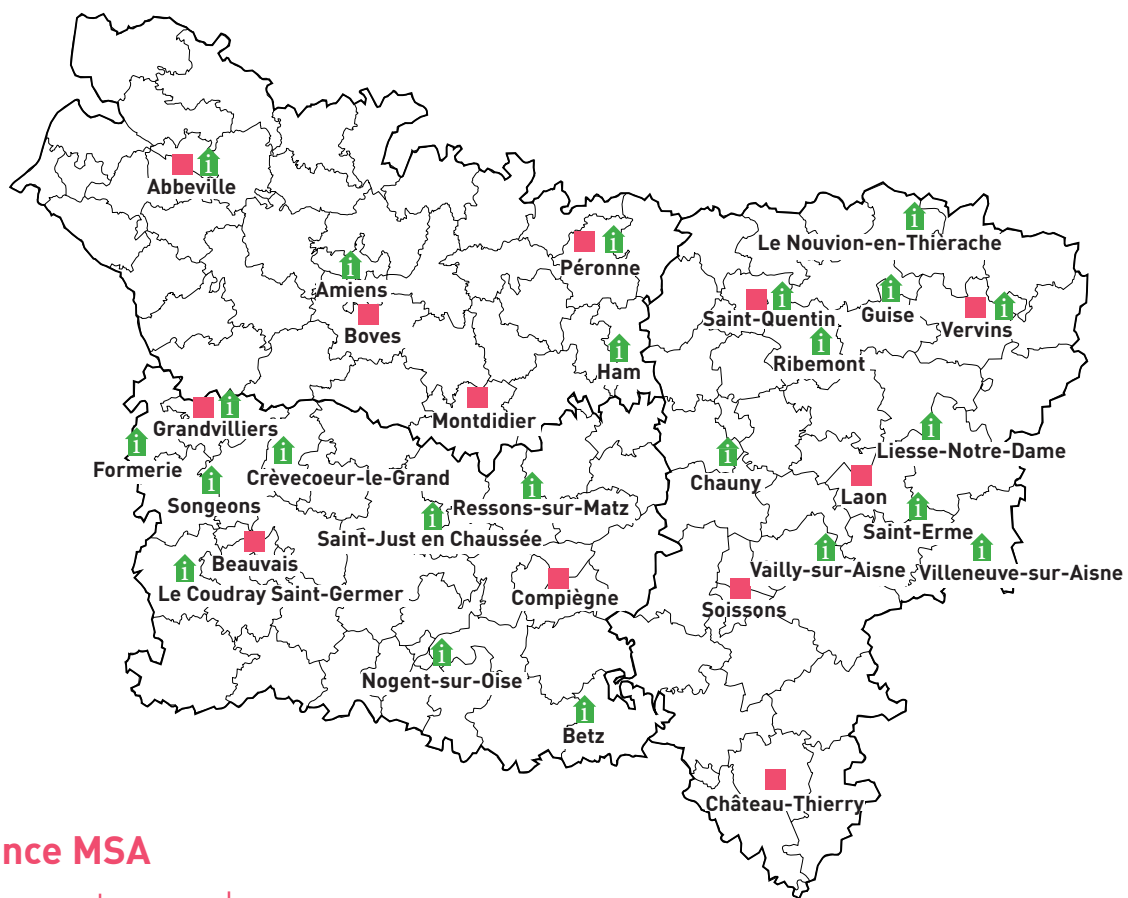 Abbeville
Le Nouvion-en-Thiérache
Péronne
Amiens
Saint-Quentin
Guise
Vervins
Boves
Ribemont
Ham
Montdidier
Grandvilliers
Liesse-Notre-Dame
Formerie
Crèvecoeur-le-Grand
Chauny
Laon
Songeons
Ressons-sur-Matz
Saint-Erme
Saint-Just en Chaussée
Beauvais
Vailly-sur-Aisne
Villeneuve-sur-Aisne
Le Coudray Saint-Germer
Compiègne
Soissons
Nogent-sur-Oise
Betz
Château-Thierry
nce MSA